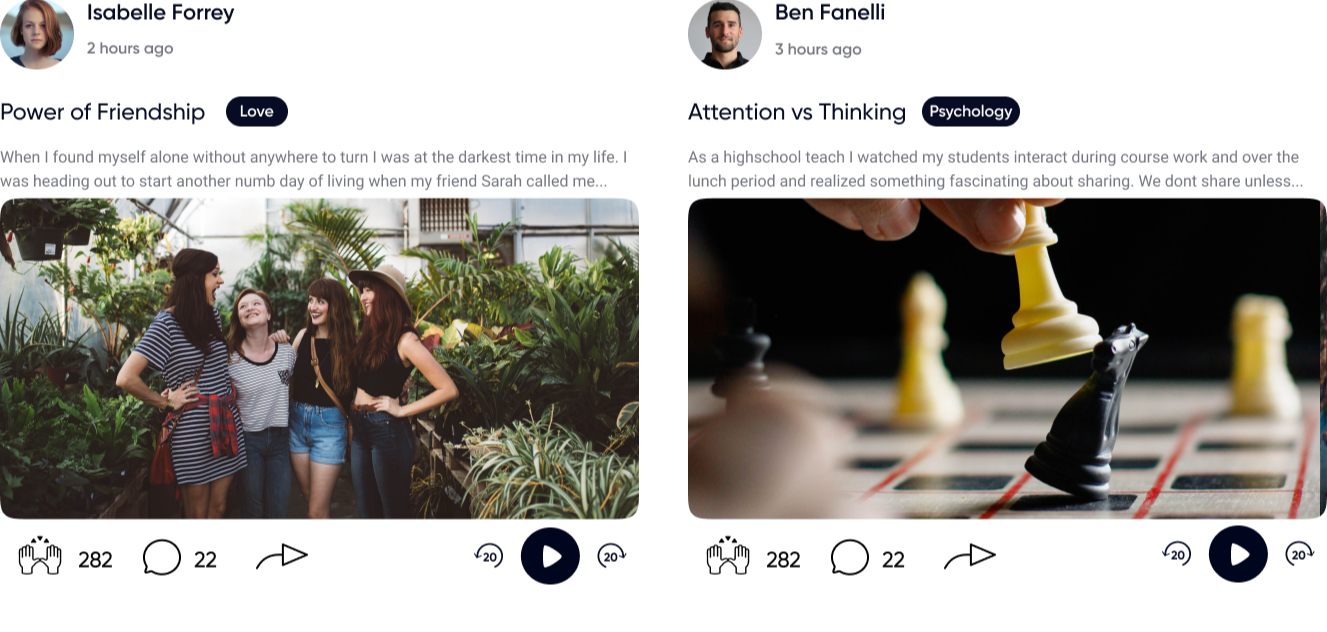 Isabelle Forrey
2 hours ago
Power of Friendship Love
When I found myself alone without anywhere to turn I was at the darkest time in my life. I
was heading out to start another numb day of living when my friend Sarah called me...
282 22 20 20
Ben Fanelli
3 hours ago
Attention vs Thinking Psychology
As a highschool teach I watched my students interact during course work and over the
lunch period and realized something fascinating about sharing. We dont share unless...
282 22 20 20